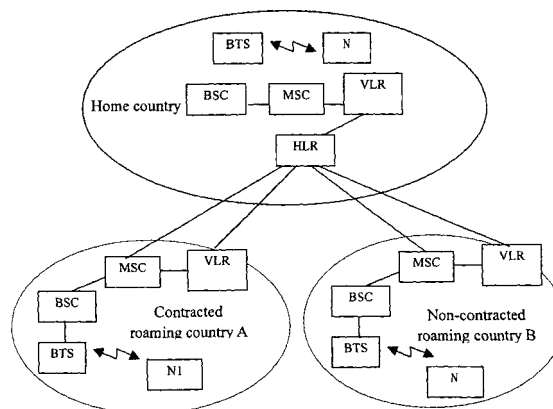 BTS N
Home country BSC MSC VLR
HLR
MSC VLR
BSC
Contracted
roaming country A
BTS
N1
MSC VLR
BSC
Non-contracted
roaming country B
BTS
N